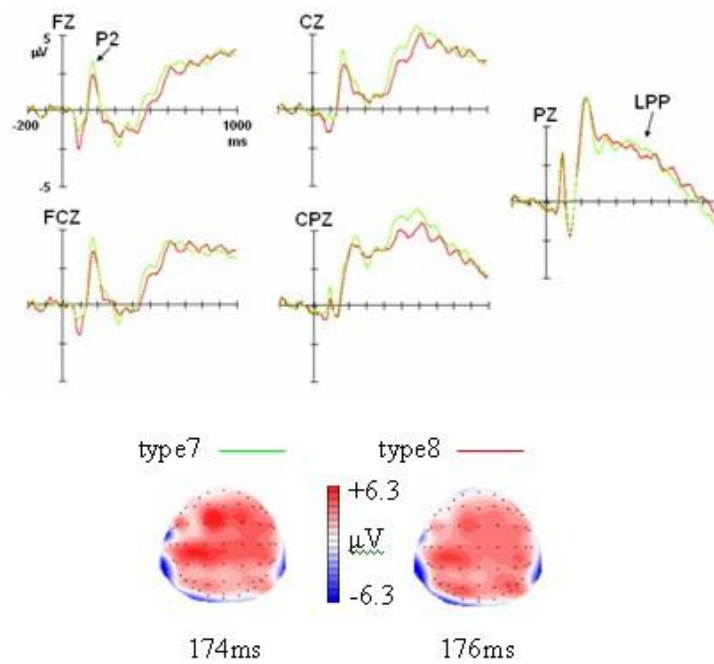 FZ
5
μV
P2
-200
1000
ms
-5
CZ
PZ
LPP
FCZ
CPZ
type7
type8
+6.3
μV
-6.3
174ms
176ms